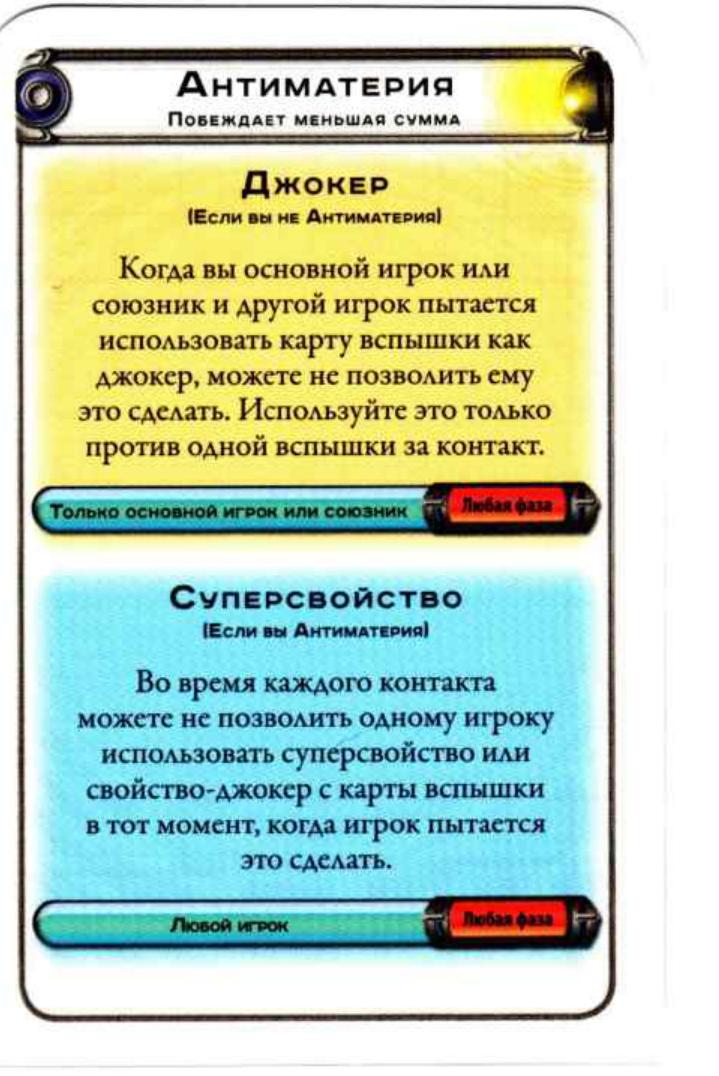 Антиматерия
Побеждает меньшая сумма
Джокер
(Если вы не Антиматерия)
Когда вы основной игрок или
союзник и другой игрок пытается
использовать карту вспышки как
джокер, можете не позволить ему
это сделать. Используйте это только
против одной вспышки за контакт.
Только основной игрок или союзник
Любая фаза
Суперсвойство
(Если вы Антиматерия)
Во время каждого контакта
можете не позволить одному игроку
использовать суперсвойство или
свойство-джокер с карты вспышки
в тот момент, когда игрок пытается
это сделать.
Любой игрок
Любая фаза